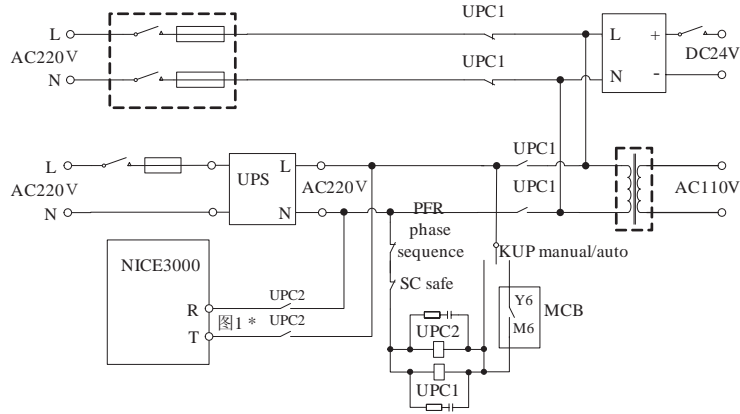 UPC1
L
AC220V
N
UPC1
L
N
+
-
DC24V
L
AC220V
N
UPS
L
N
AC220V
UPC1
UPC1
AC110V
PFR
phase
sequence
KUP manual/auto
SC safe
NICE3000
R
T
图1 *
UPC2
UPC2
Y6
M6
MCB
UPC2
UPC1